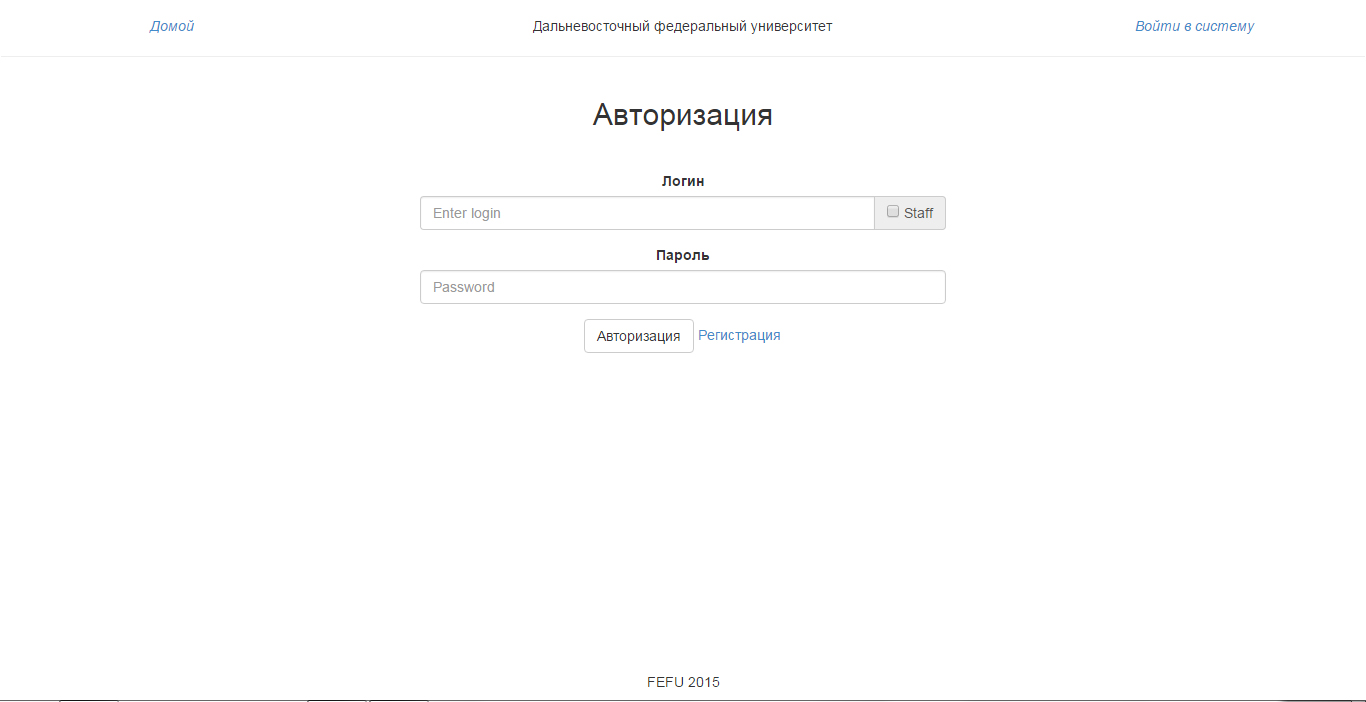 Домой Дальневосточный федеральный университет Войти в систему
Авторизация
Логин
Enter login Staff
Пароль
Password
Авторизация Регистрация
FEFU 2015